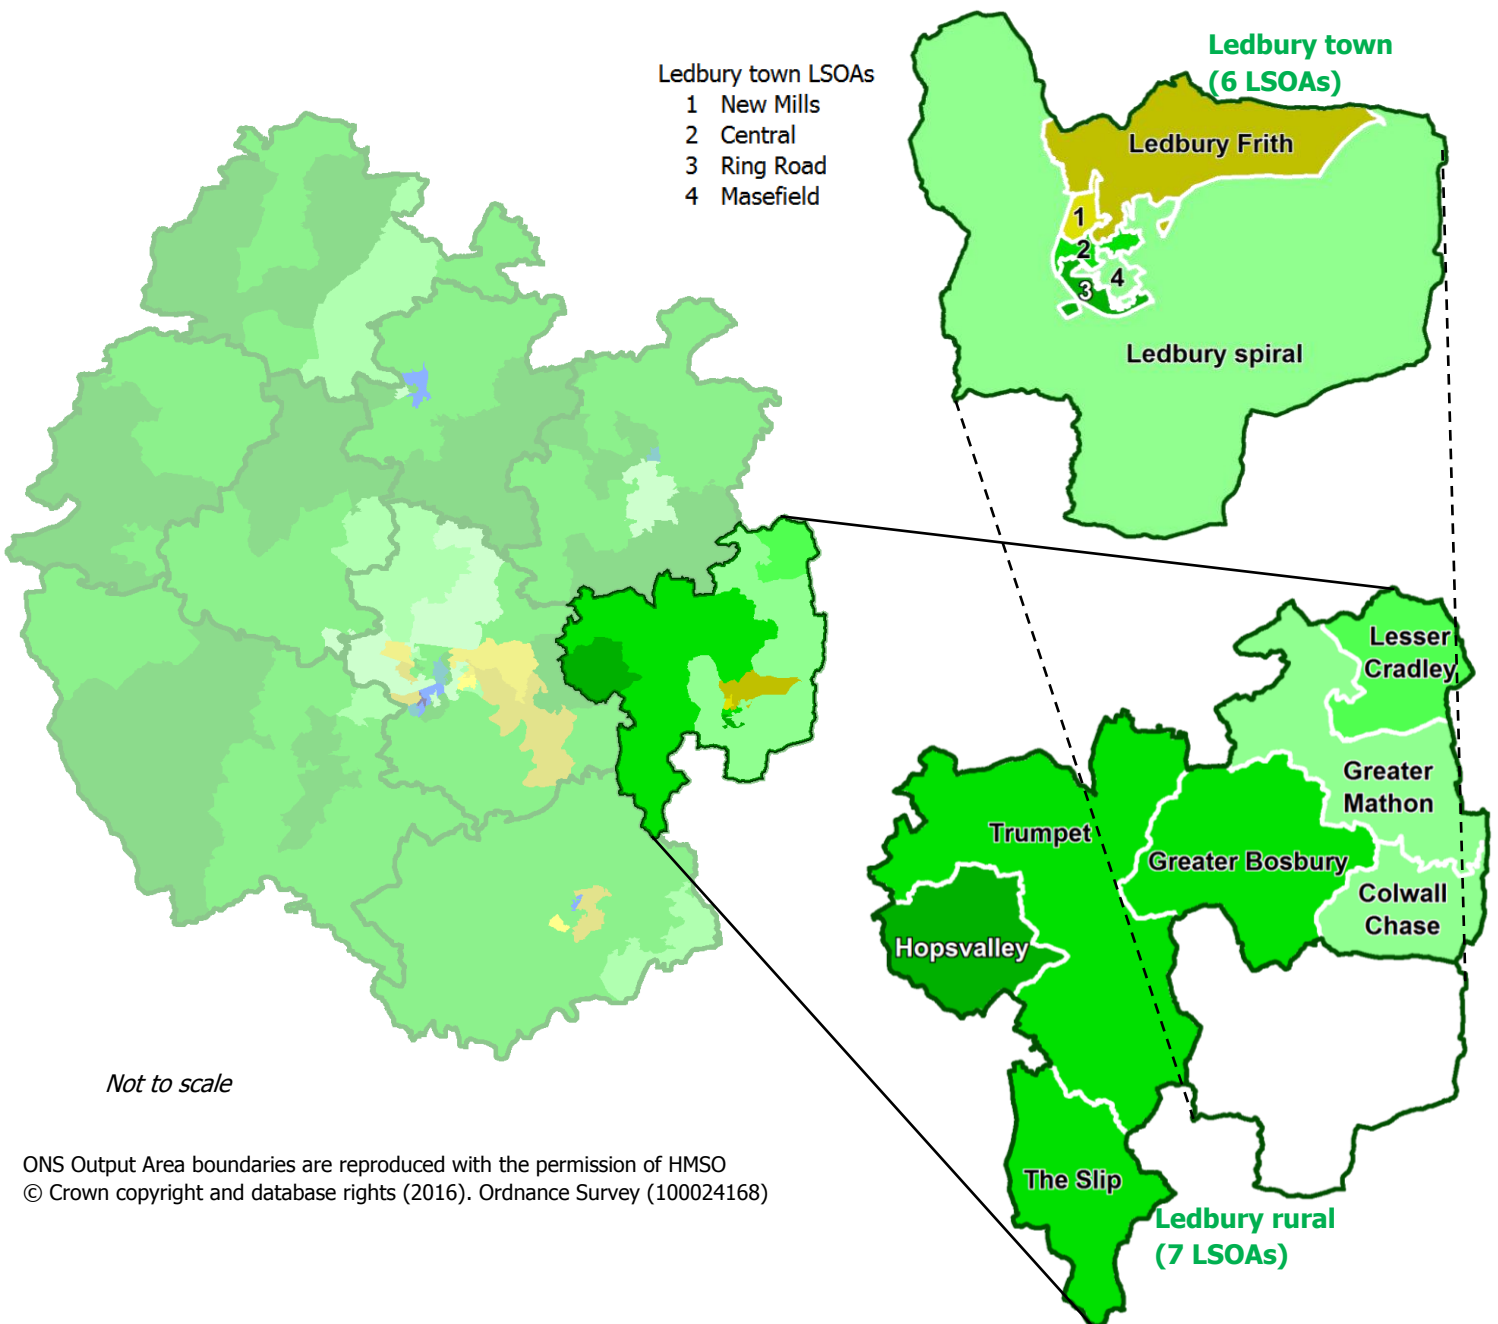 Ledbury town
(6 LSOAs)
Ledbury town LSOAs
1 New Mills
2 Central
3 Ring Road
4 Masefield
Ledbury Frith
1
2
3
4
Ledbury spiral
Lesser
Cradley
Greater
Mathon
Trumpet
Greater Bosbury
Colwall
Chase
Hopsvalley
The Slip
Ledbury rural
(7 LSOAs)
Not to scale
ONS Output Area boundaries are reproduced with the permission of HMSO
© Crown copyright and database rights (2016). Ordnance Survey (100024168)